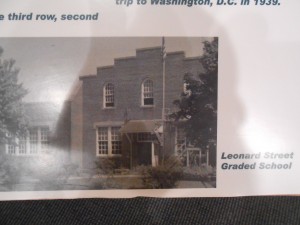 trip to Washington, D.C. in 1939.
e third row, second
Leonard Street
Graded School